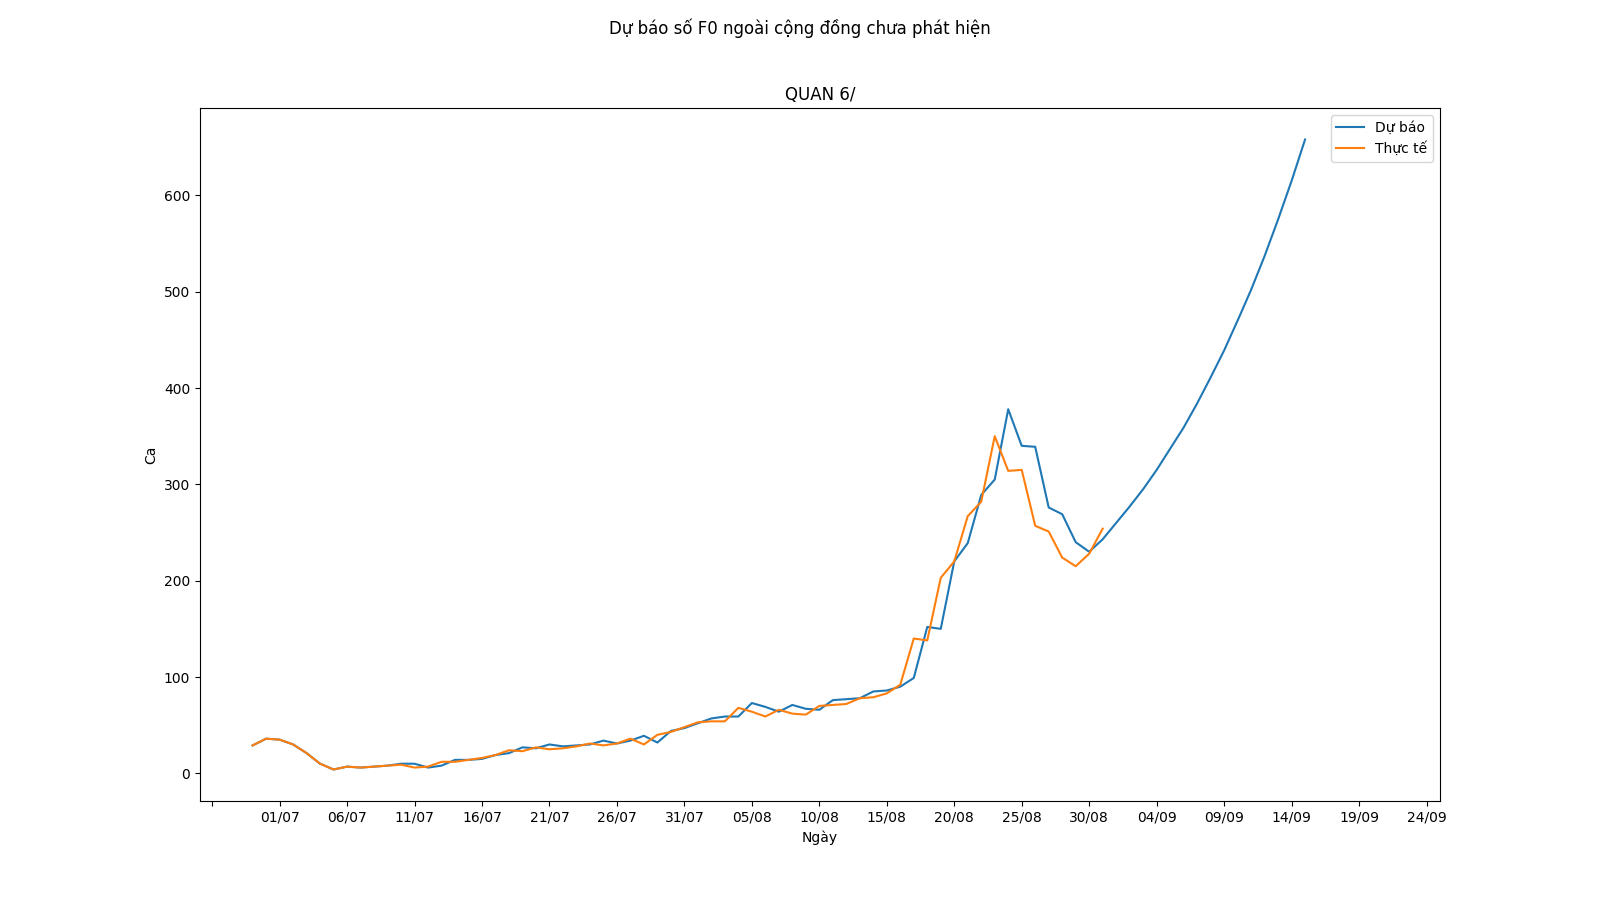 Dự báo số F0 ngoài cộng đồng chưa phát hiện
QUAN 6/
Dự báo
Thực tế
600
500
400
300
200
100
0
Ca
01/07 06/07 11/07 16/07 21/07 26/07 31/07 05/08 10/08 15/08 20/08 25/08 30/08 04/09 09/09 14/09 19/09 24/09
Ngày